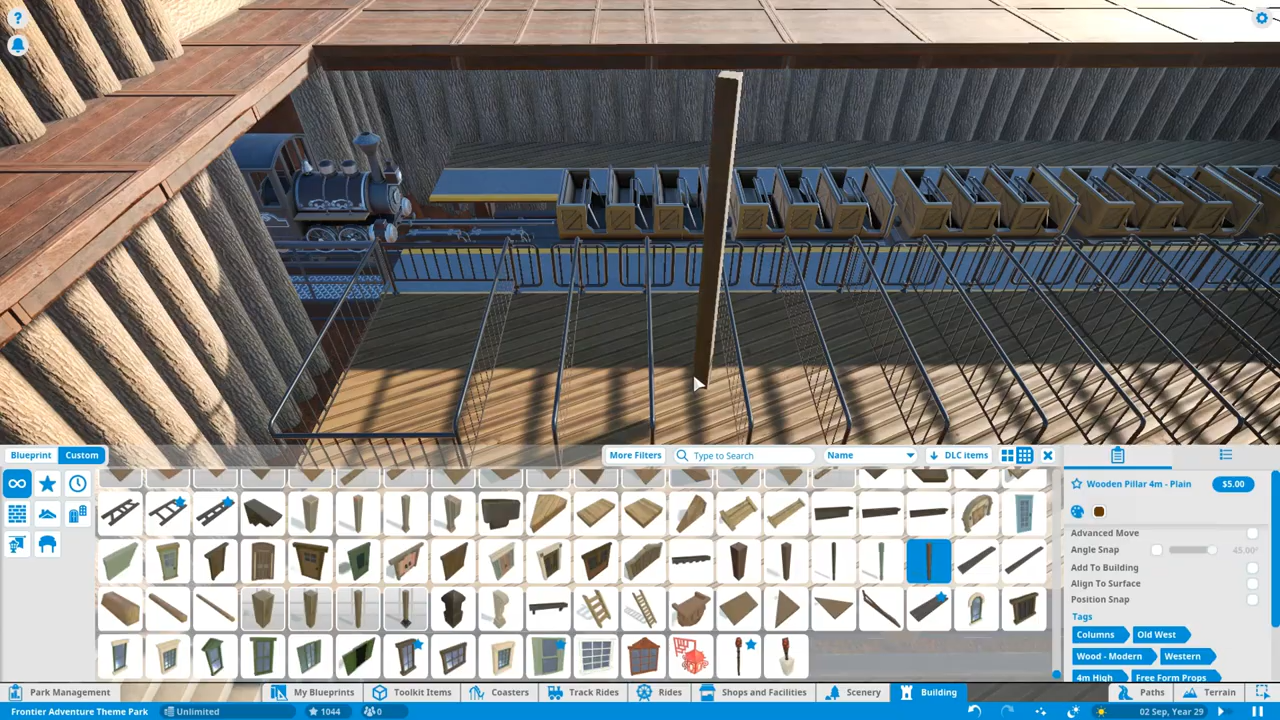 Blueprint
Custom
More Filters
Type to Search
Name
DLC items
Wooden Pillar 4m - Plain
$5.00
Advanced Move
Angle Snap
45.00°
Add To Building
Align To Surface
Position Snap
Tags
Columns
Old West
Wood - Modern
Western
4m High
Free Form Props
Park Management
My Blueprints
Toolkit Items
Coasters
Track Rides
Rides
Shops and Facilities
Scenery
Building
Paths
Terrain
Frontier Adventure Theme Park
Unlimited
1044
0
02 Sep, Year 29